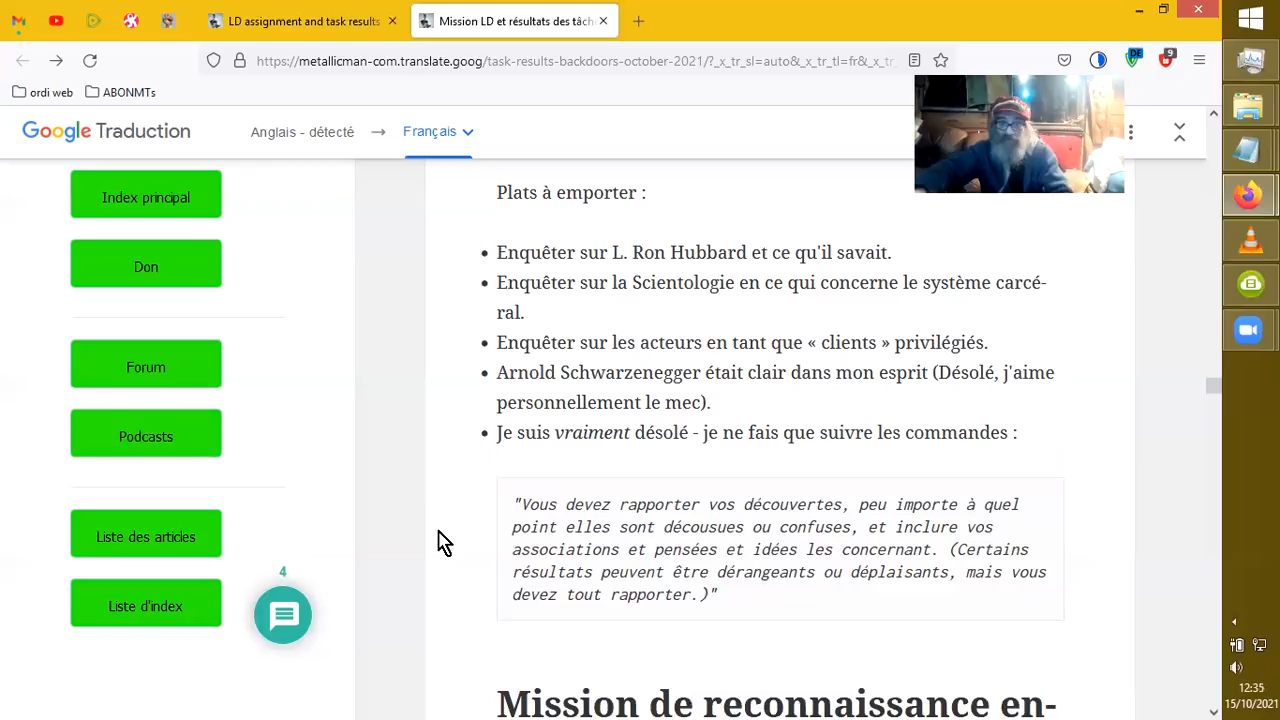 LD assignment and task results
Mission LD et résultats des tâch
https://metallicman-com.translate.goog/task-results-backdoors-october-2021/?_x_tr_sl=auto&_x_tr_tl=fr&_x_tr_
DE
9
ordi web
ABONMTs
Google Traduction
Anglais - détecté
Français
Index principal
Don
Forum
Podcasts
Liste des articles
Liste d'index
4
Plats à emporter :
Enquêter sur L. Ron Hubbard et ce qu'il savait.
Enquêter sur la Scientologie en ce qui concerne le système carcé-
ral.
Enquêter sur les acteurs en tant que « clients » privilégiés.
Arnold Schwarzenegger était clair dans mon esprit (Désolé, j'aime
personnellement le mec).
Je suis vraiment désolé - je ne fais que suivre les commandes :
"Vous devez rapporter vos découvertes, peu importe à quel
point elles sont décousues ou confuses, et inclure vos
associations et pensées et idées les concernant. (Certains
résultats peuvent être dérangeants ou déplaisants, mais vous
devez tout rapporter.)"
Mission de reconnaissance en-
12:35
15/10/2021